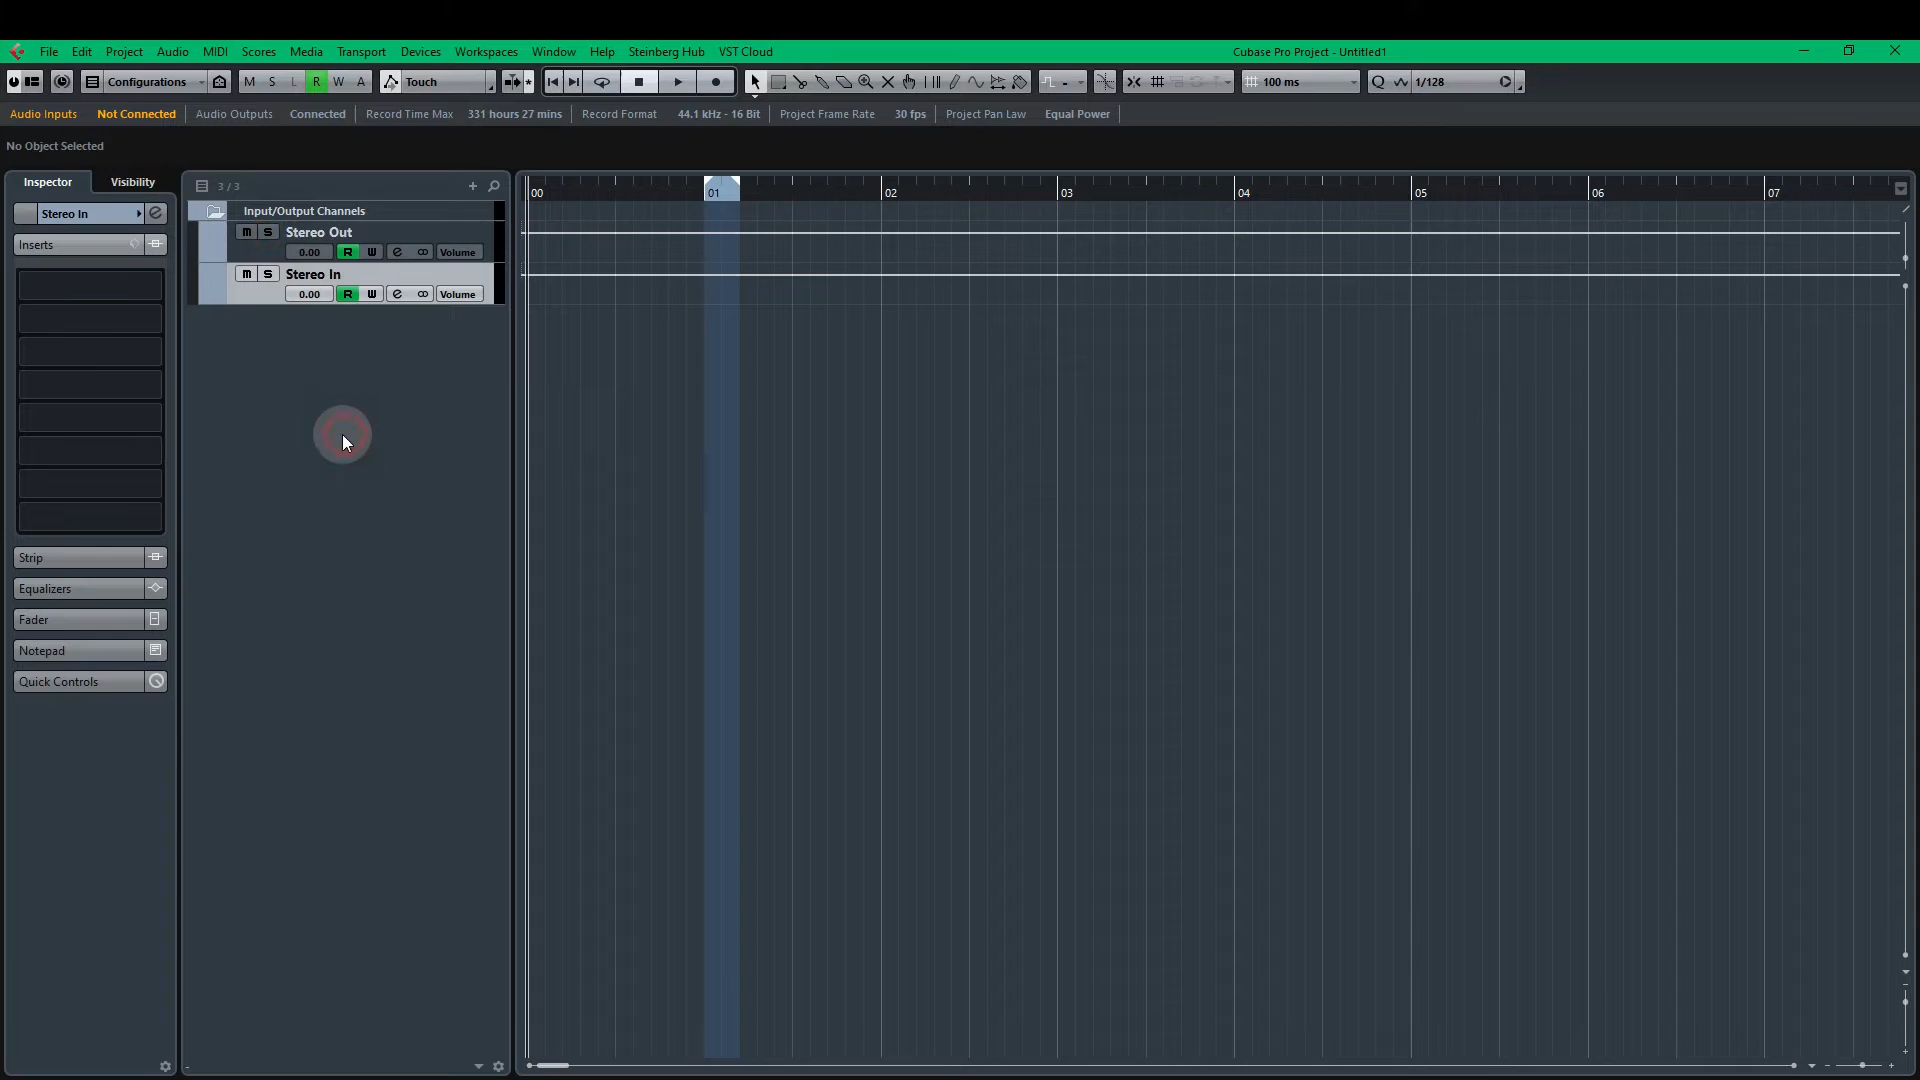 File Edit Project Audio MIDI Scores Media Transport Devices Workspaces Window Help Steinberg Hub VST Cloud Cubase Pro Project - Untitled1
Configurations M S L R W A Touch 100 ms Q 1/128
Audio Inputs Not Connected Audio Outputs Connected Record Time Max 331 hours 27 mins Record Format 44.1 kHz - 16 Bit Project Frame Rate 30 fps Project Pan Law Equal Power
No Object Selected
Inspector Visibility 3 / 3
00 01 02 03 04 05 06 07
Stereo In Input/Output Channels
m S Stereo Out
Inserts
0.00 R W e Volume
m S Stereo In
0.00 R W e Volume
Strip
Equalizers
Fader
Notepad
Quick Controls